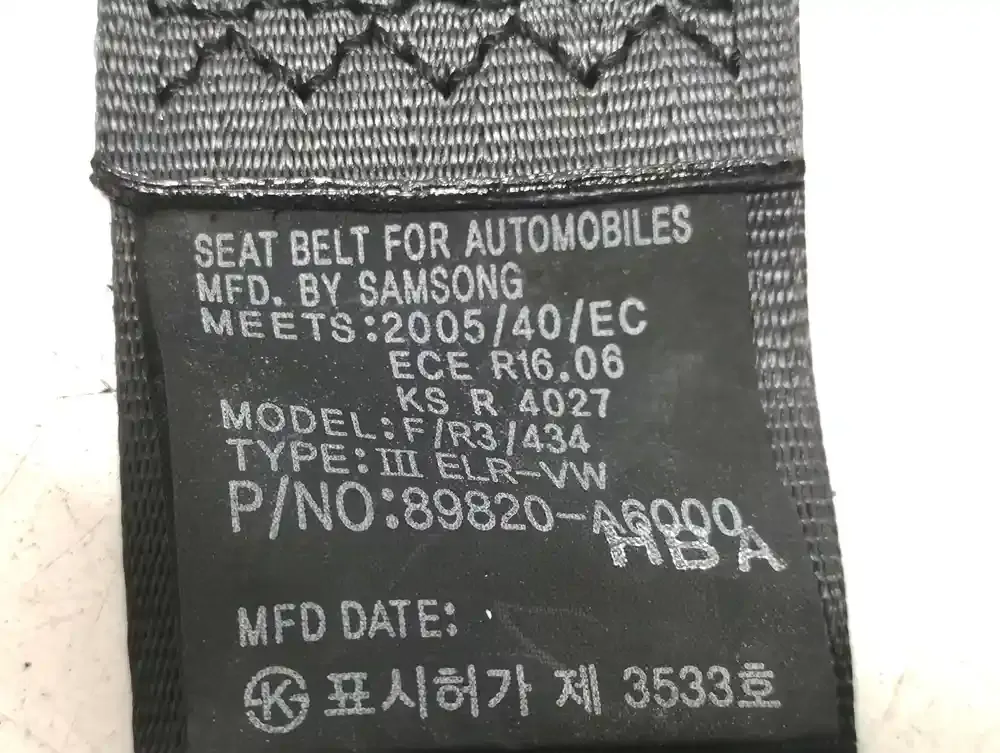 SEAT BELT FOR AUTOMOBILES
MFD. BY SAMSONG
MEETS:2005/40/EC
ECE R16.06
KS R 4027
MODEL:F/R3/434
TYPE:III ELR-VW
P/NO:89820-A6000
HBA
MFD DATE:
K 표시허가 제 3533호